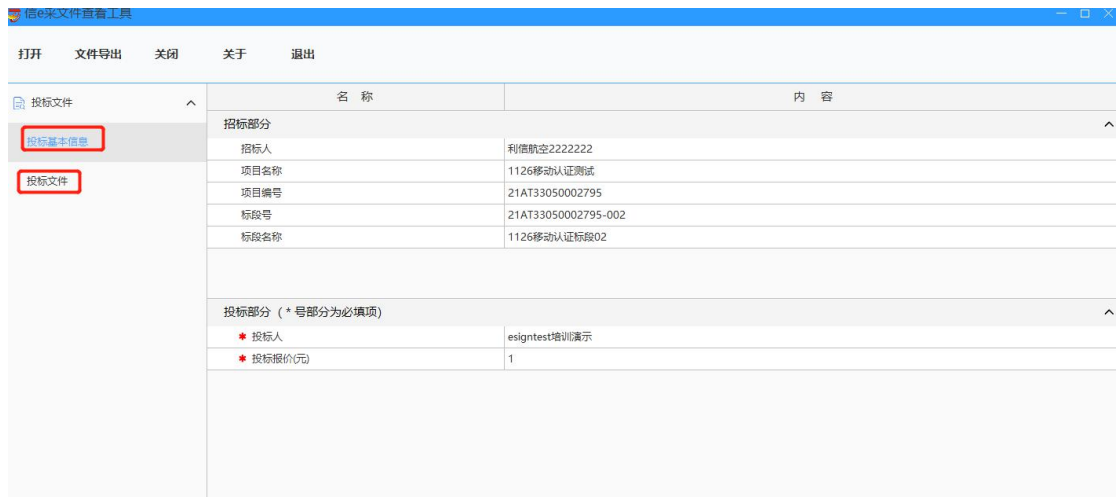 信e采文件查看工具
打开 文件导出 关闭 关于 退出
投标文件
投标基本信息
投标文件
名 称 内 容
招标部分
招标人 利信航空2222222
项目名称 1126移动认证测试
项目编号 21AT33050002795
标段号 21AT33050002795-002
标段名称 1126移动认证标段02
投标部分 ( * 号部分为必填项)
* 投标人 esigntest培训演示
* 投标报价(元) 1